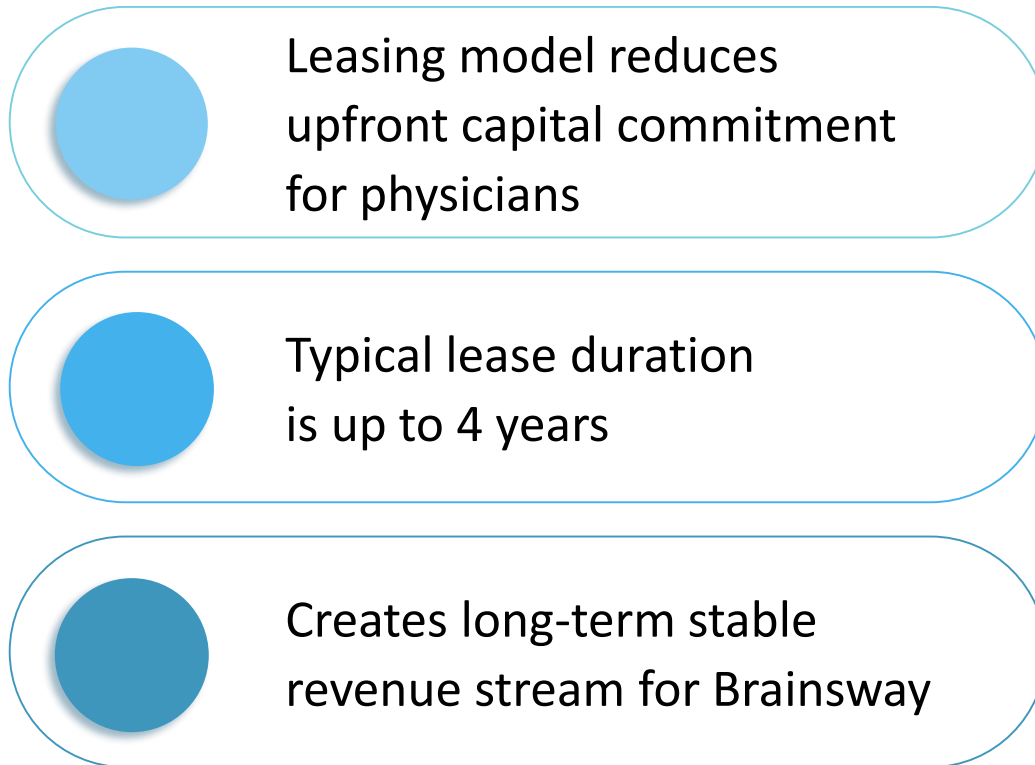 Leasing model reduces
upfront capital commitment
for physicians
Typical lease duration
is up to 4 years
Creates long-term stable
revenue stream for Brainsway